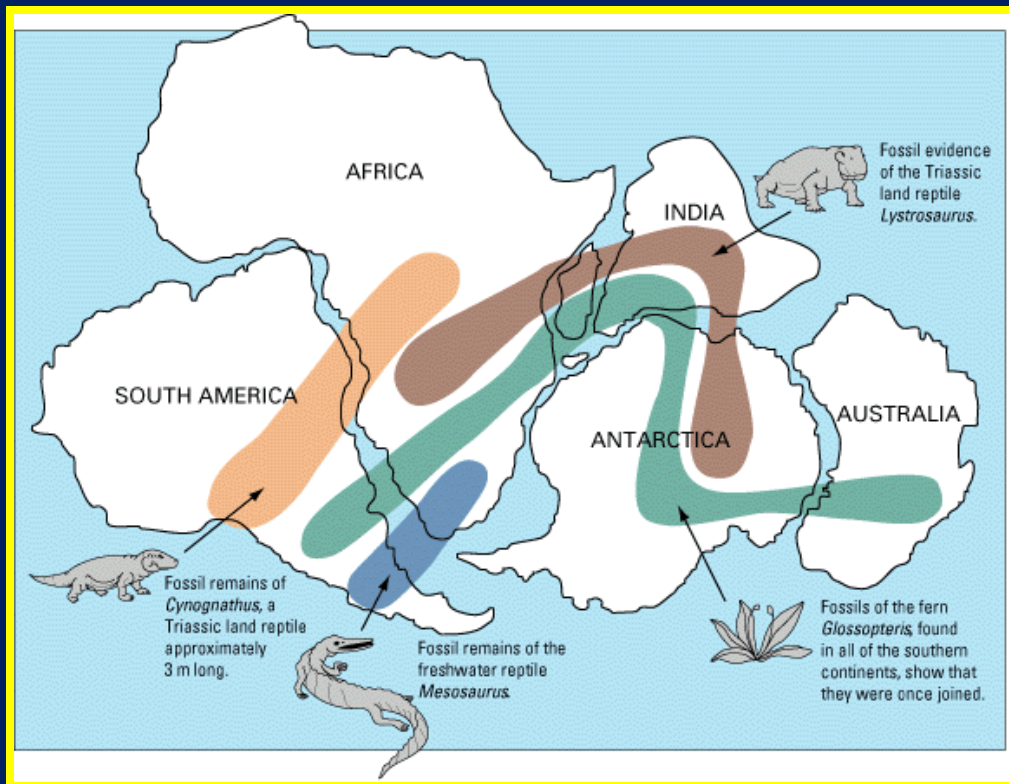 AFRICA
INDIA
Fossil evidence
of the Triassic
land reptile
Lystrosaurus.
SOUTH AMERICA
ANTARCTICA
AUSTRALIA
Fossil remains of
Cynognathus, a
Triassic land reptile
approximately
3 m long.
Fossil remains of the
freshwater reptile
Mesosaurus.
Fossils of the fern
Glossopteris, found
in all of the southern
continents, show that
they were once joined.